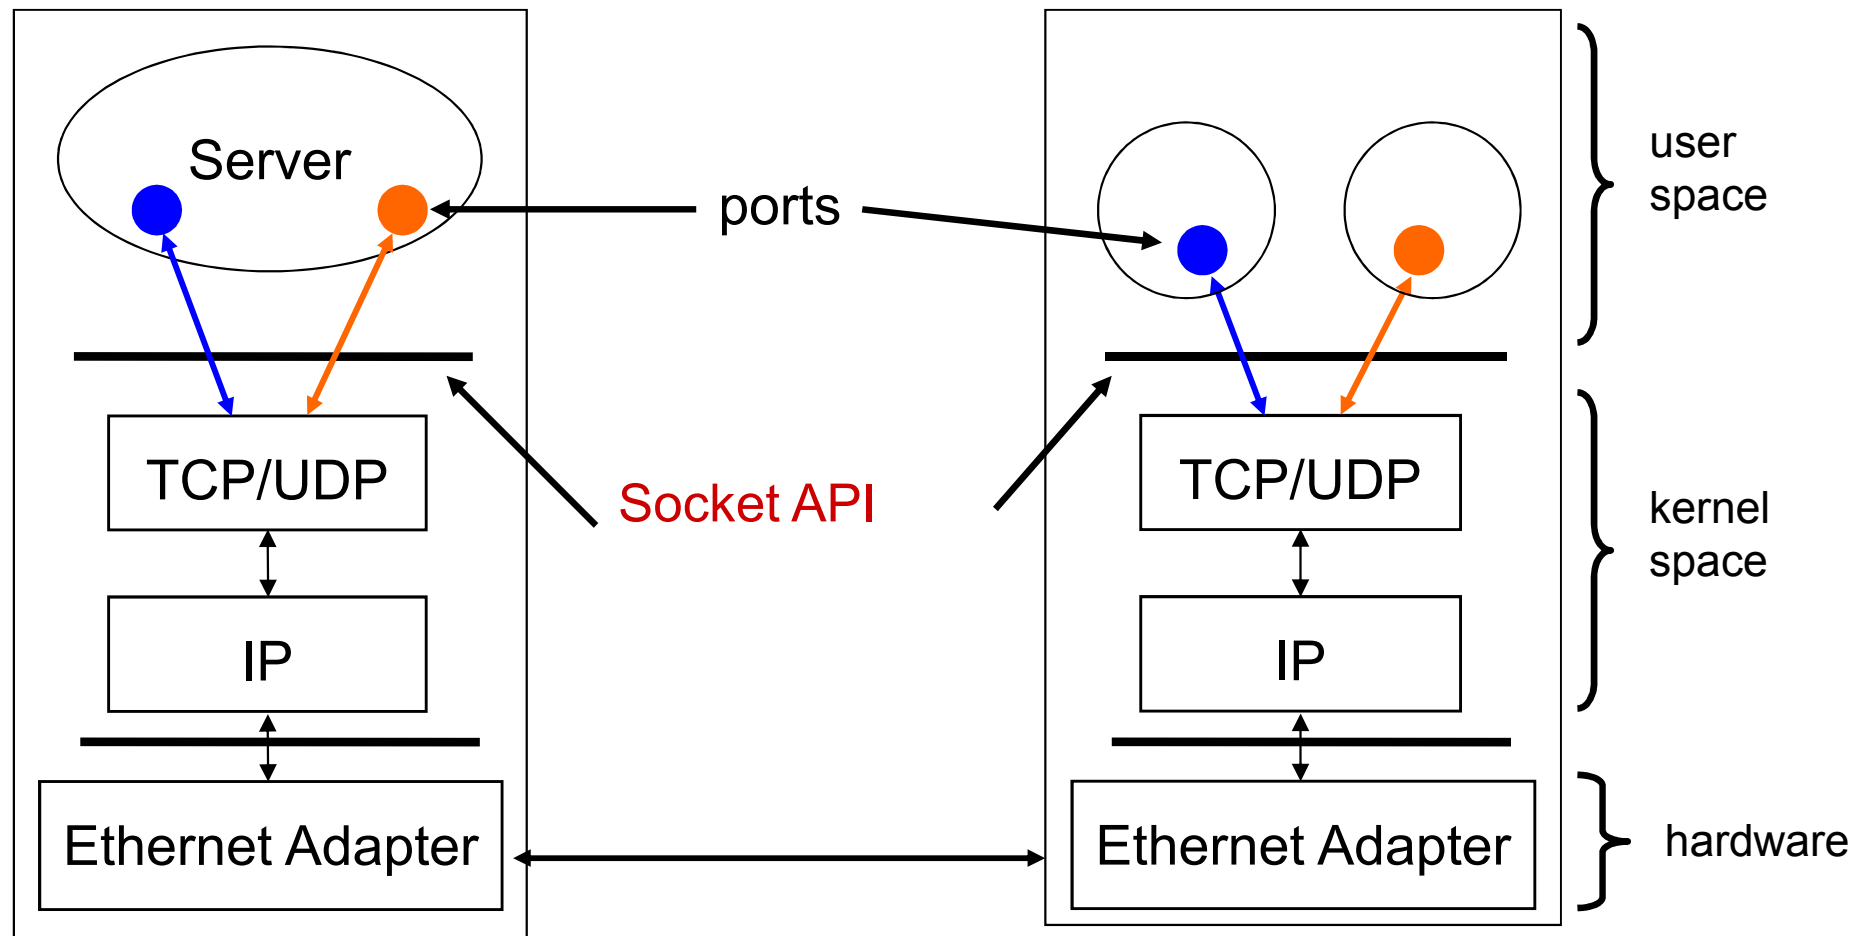 Server
ports
user
space
TCP/UDP
Socket API
TCP/UDP
kernel
space
IP
IP
Ethernet Adapter
Ethernet Adapter
hardware